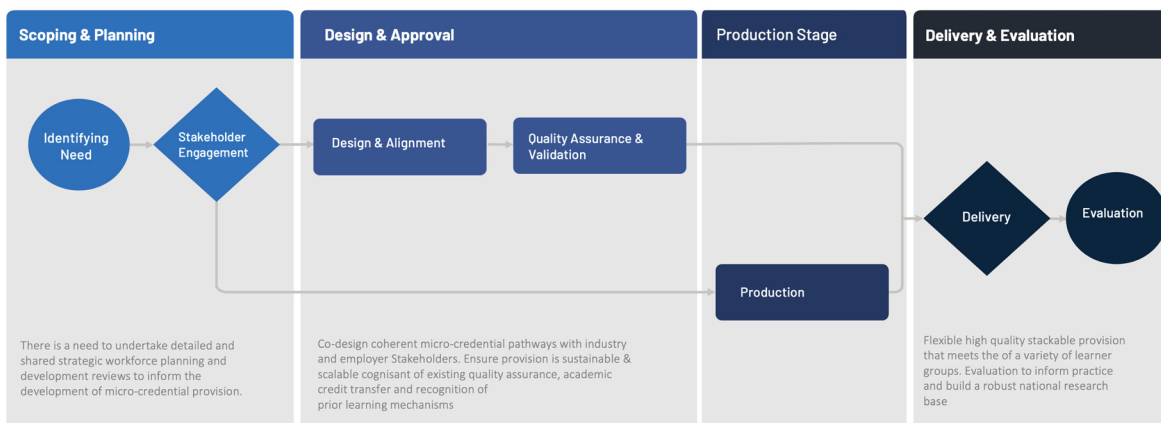 Scoping & Planning
Design & Approval
Production Stage
Delivery & Evaluation
Identifying
Need
Stakeholder
Engagement
Design & Alignment
Quality Assurance &
Validation
Delivery
Evaluation
Production
There is a need to undertake detailed and
shared strategic workforce planning and
development reviews to inform the
development of micro-credential provision.
Co-design coherent micro-credential pathways with industry
and employer Stakeholders. Ensure provision is sustainable &
scalable cognisant of existing quality assurance, academic
credit transfer and recognition of
prior learning mechanisms
Flexible high quality stackable provision
that meets the of a variety of learner
groups. Evaluation to inform practice
and build a robust national research
base